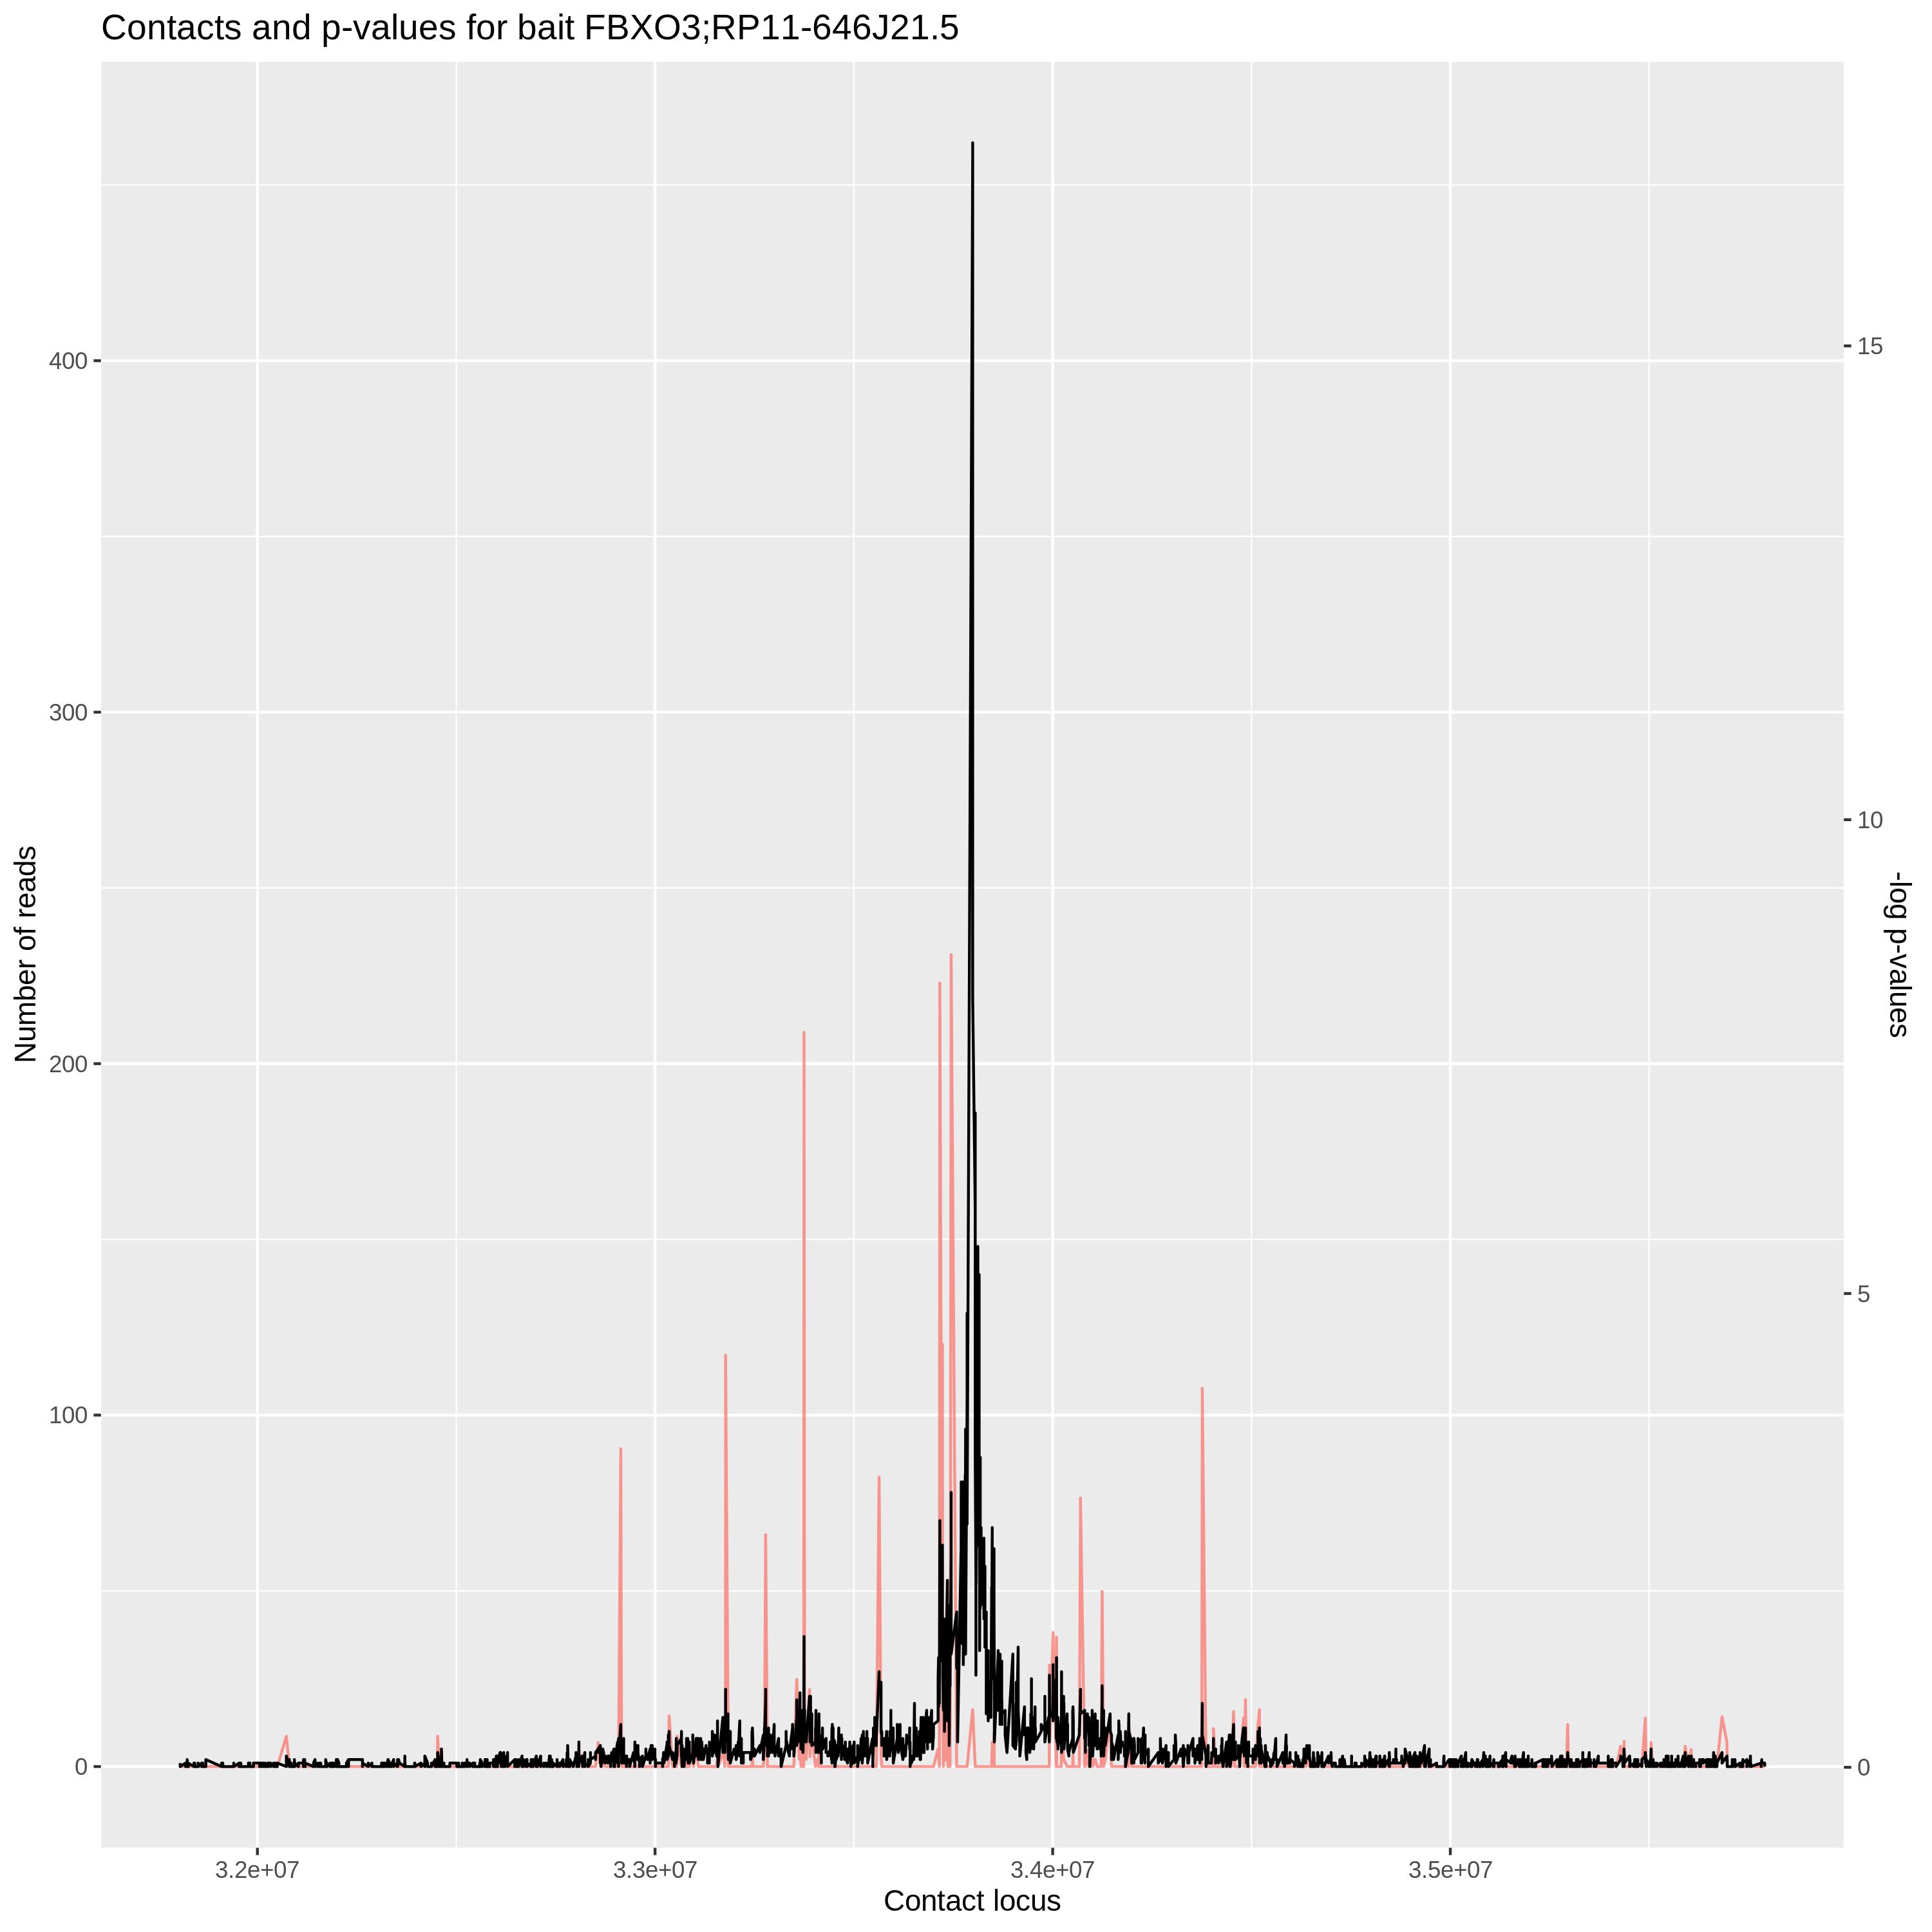 Contacts and p-values for bait FBXO3;RP11-646J21.5
Number of reads
400
300
200
100
0
15
10
5
0
-log p-values
3.2e+07 3.3e+07 3.4e+07 3.5e+07
Contact locus